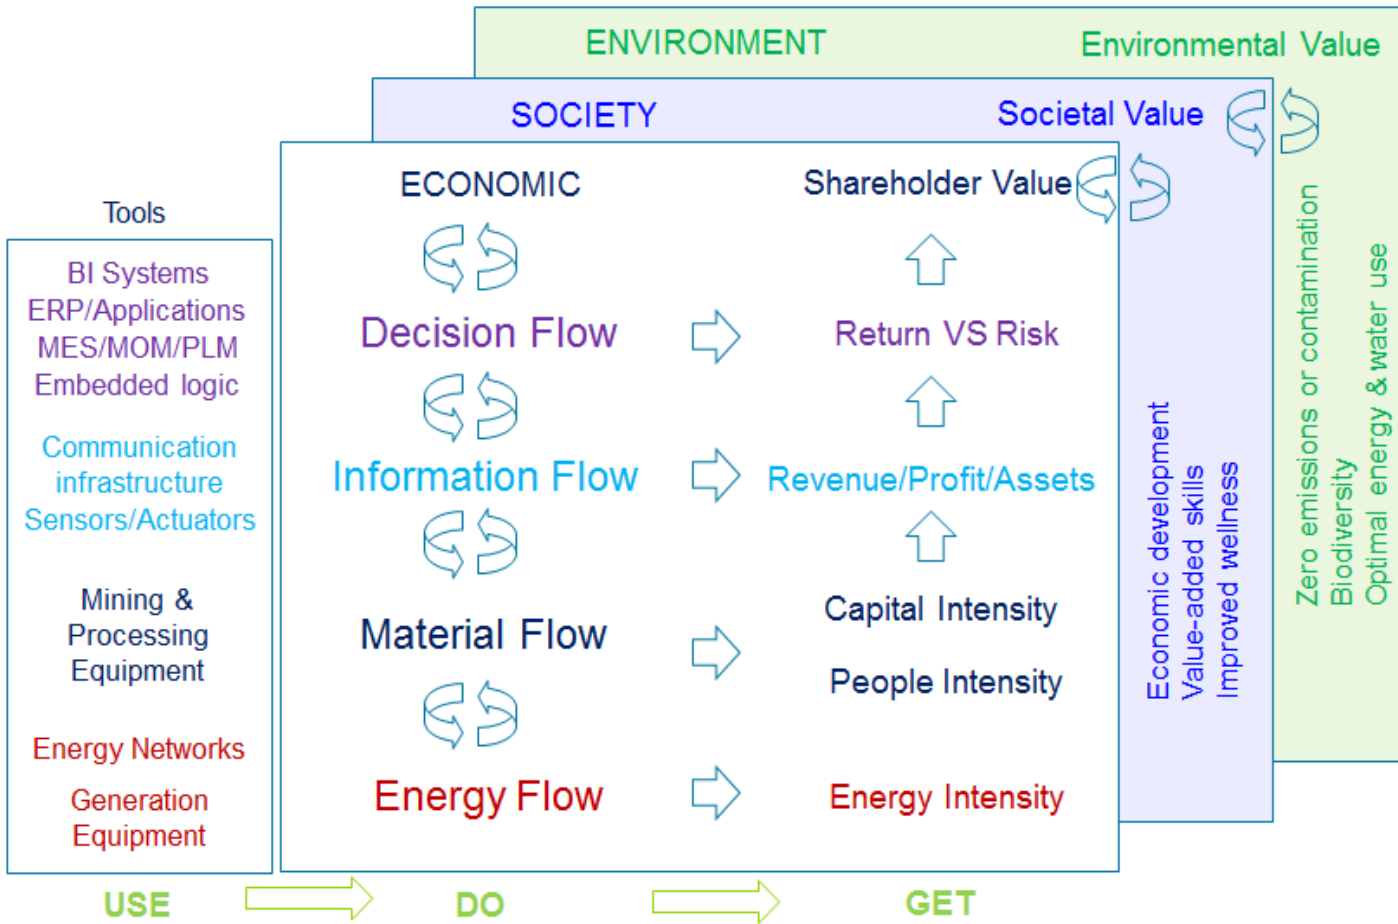 ENVIRONMENT
Environmental Value
SOCIETY
Societal Value
ECONOMIC
Shareholder Value
Tools
BI Systems
ERP/Applications
MES/MOM/PLM
Embedded logic
Communication
infrastructure
Sensors/Actuators
Mining &
Processing
Equipment
Energy Networks
Generation
Equipment
Decision Flow
Return VS Risk
Information Flow
Revenue/Profit/Assets
Material Flow
Capital Intensity
People Intensity
Energy Flow
Energy Intensity
Economic development
Value-added skills
Improved wellness
Zero emissions or contamination
Biodiversity
Optimal energy & water use
USE
DO
GET